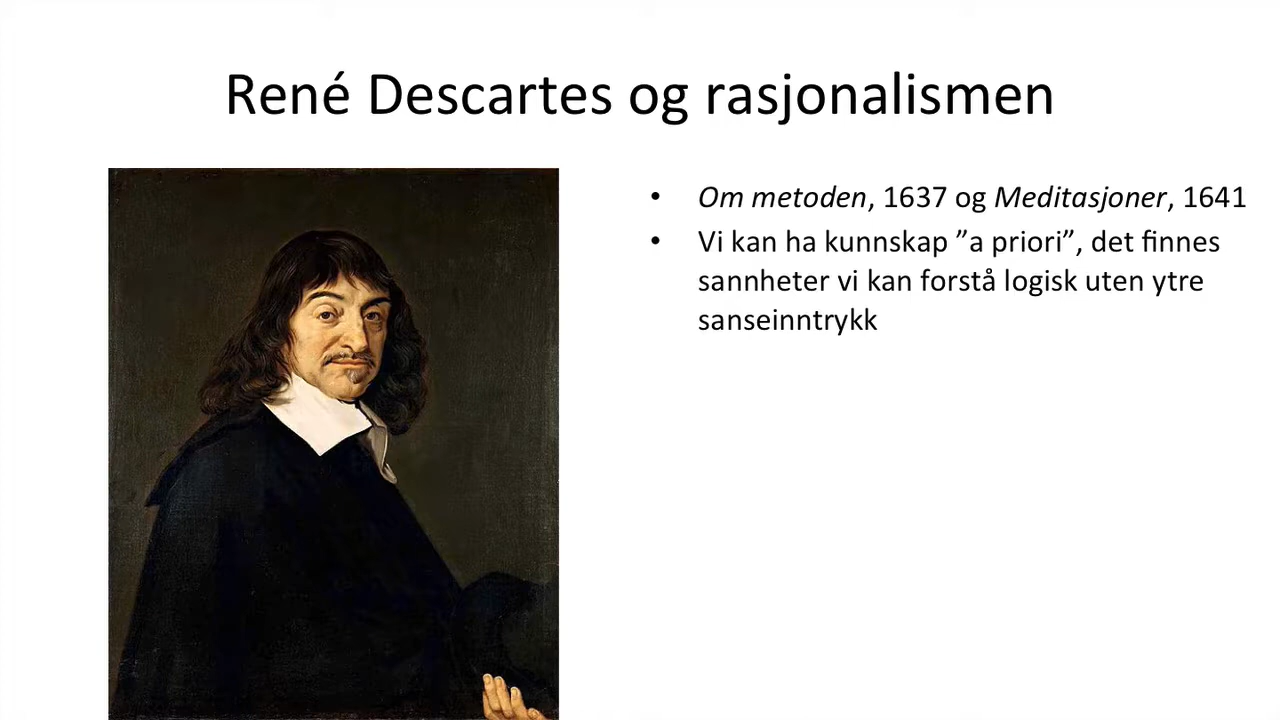 René Descartes og rasjonalismen
• Om metoden, 1637 og Meditasjoner, 1641
• Vi kan ha kunnskap ”a priori”, det finnes
sannheter vi kan forstå logisk uten ytre
sanseinntrykk